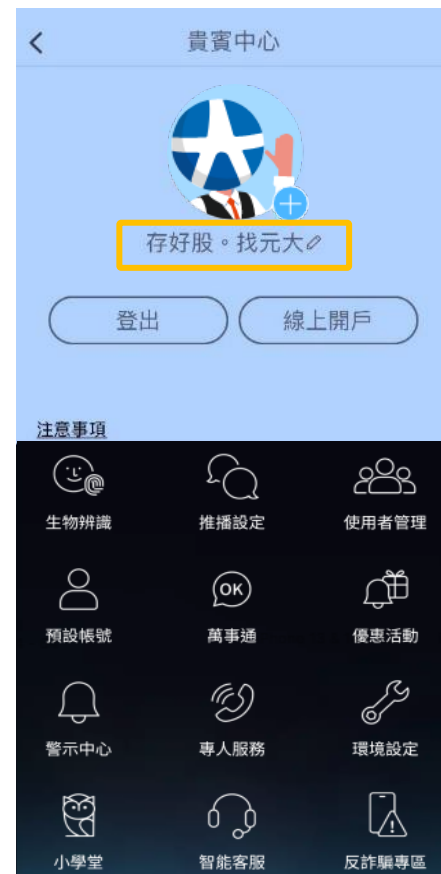 貴賓中心
存好股。找元大
登出
線上開戶
注意事項
生物辨識
推播設定
使用者管理
預設帳號
OK
萬事通
優惠活動
警示中心
專人服務
環境設定
小學堂
智能客服
反詐騙專區